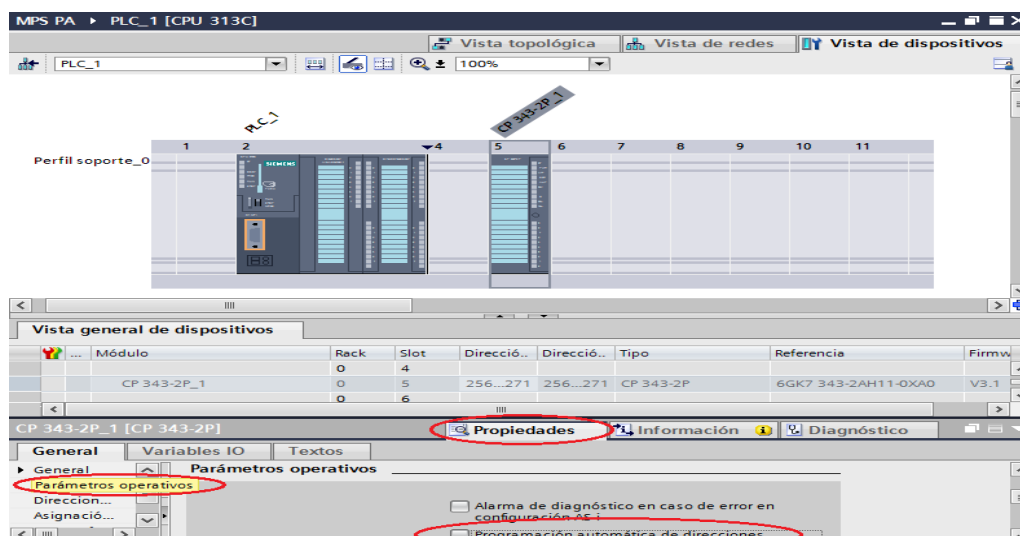 MPS PA ▸ PLC_1 [CPU 313C]
Vista topológica Vista de redes Vista de dispositivos
PLC_1 100%
PLC_1 CP 343-2P_1
1 2 4 5 6 7 8 9 10 11
Perfil soporte_0
SIEMENS
Vista general de dispositivos
... Módulo Rack Slot Direcció.. Direcció.. Tipo Referencia Firmw
0 4
CP 343-2P_1 0 5 256...271 256...271 CP 343-2P 6GK7 343-2AH11-0XA0 V3.1
0 6
CP 343-2P_1 [CP 343-2P] Propiedades Información Diagnóstico
General Variables IO Textos
General Parámetros operativos
Parámetros operativos
Direccion...
Asignació...
Alarma de diagnóstico en caso de error en
configuración AS-i
Programación automática de direcciones